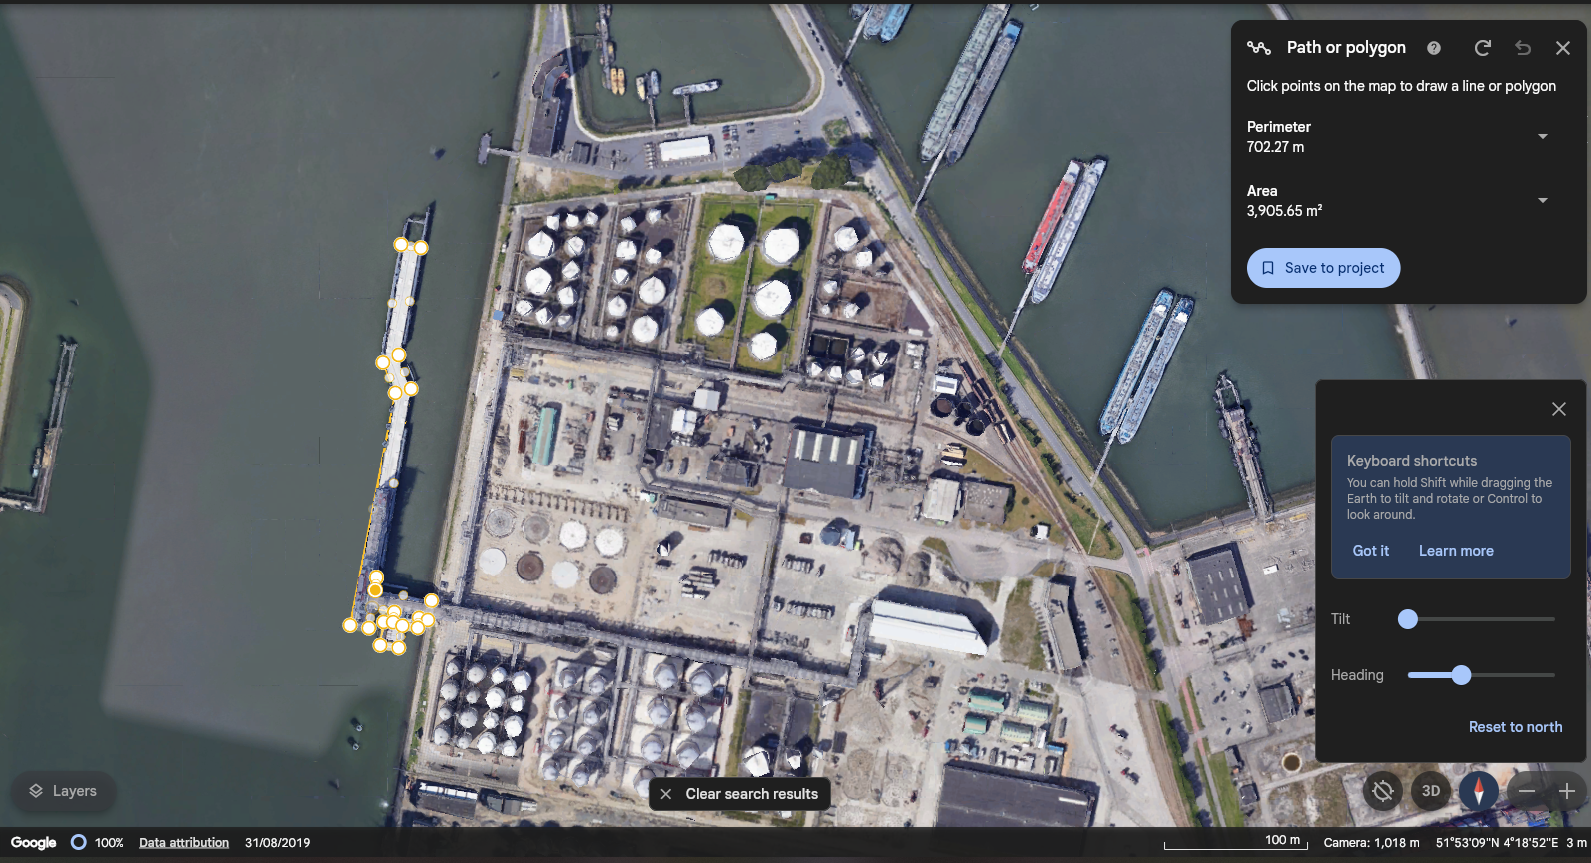 Path or polygon
Click points on the map to draw a line or polygon
Perimeter
702.27 m
Area
3,905.65 m²
Save to project
Keyboard shortcuts
You can hold Shift while dragging the
Earth to tilt and rotate or Control to
look around.
Got it Learn more
Tilt
Heading
Reset to north
Layers
Clear search results
3D
Google 100% Data attribution 31/08/2019 100 m Camera: 1,018 m 51°53'09"N 4°18'52"E 3 m